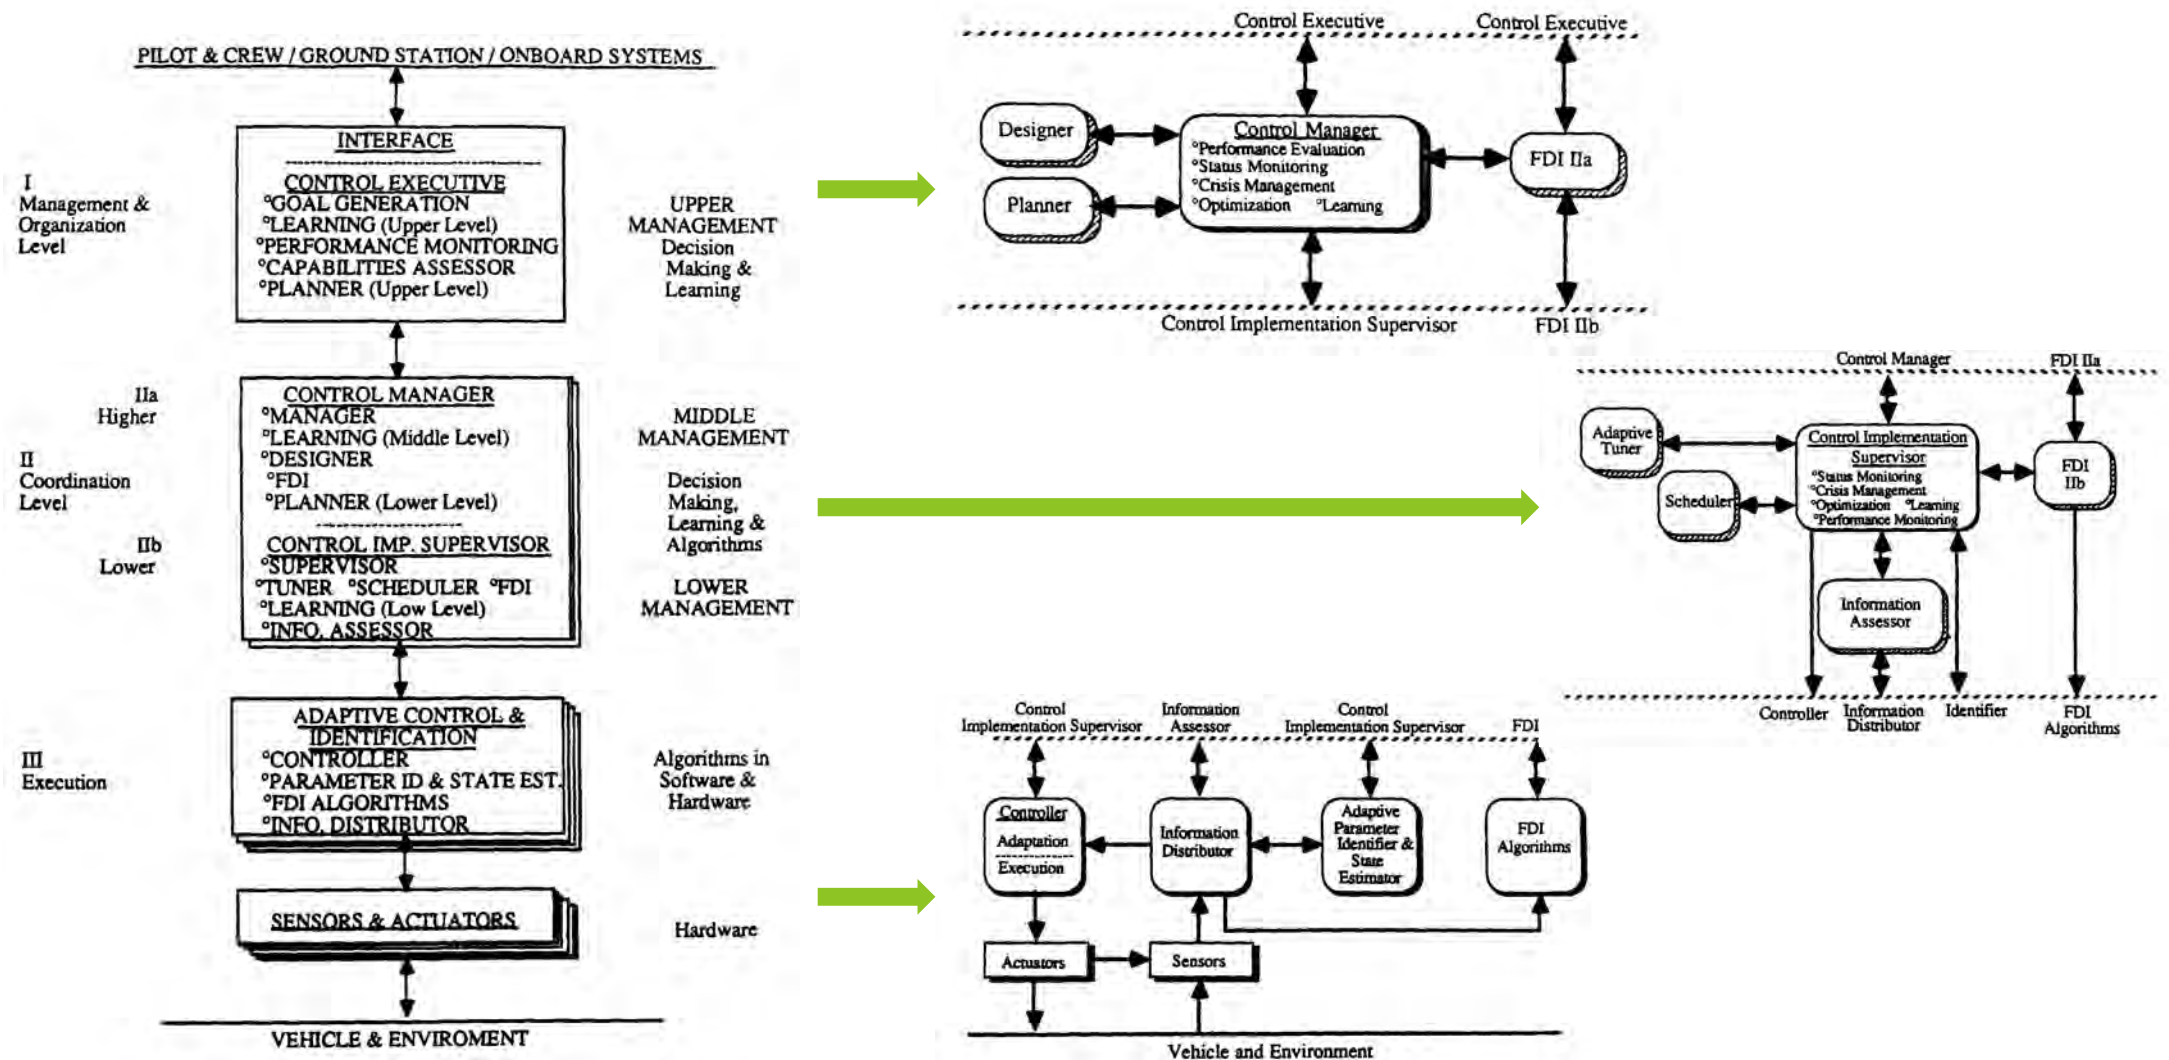 PILOT & CREW / GROUND STATION / ONBOARD SYSTEMS
INTERFACE
CONTROL EXECUTIVE
°GOAL GENERATION
°LEARNING (Upper Level)
°PERFORMANCE MONITORING
°CAPABILITIES ASSESSOR
°PLANNER (Upper Level)
I
Management &
Organization
Level
UPPER
MANAGEMENT
Decision
Making &
Learning
IIa
Higher
II
Coordination
Level
IIb
Lower
CONTROL MANAGER
°MANAGER
°LEARNING (Middle Level)
°DESIGNER
°FDI
°PLANNER (Lower Level)
CONTROL IMP. SUPERVISOR
°SUPERVISOR
°TUNER °SCHEDULER °FDI
°LEARNING (Low Level)
°INFO. ASSESSOR
MIDDLE
MANAGEMENT
Decision
Making,
Learning &
Algorithms
LOWER
MANAGEMENT
III
Execution
ADAPTIVE CONTROL &
IDENTIFICATION
°CONTROLLER
°PARAMETER ID & STATE EST.
°FDI ALGORITHMS
°INFO. DISTRIBUTOR
Algorithms in
Software &
Hardware
SENSORS & ACTUATORS
Hardware
VEHICLE & ENVIROMENT
Control Executive
Control Executive
Designer
Planner
Control Manager
°Performance Evaluation
°Status Monitoring
°Crisis Management
°Optimization °Learning
FDI IIa
Control Implementation Supervisor
FDI IIb
Control Manager
FDI IIa
Adaptive
Tuner
Scheduler
Control Implementation
Supervisor
°Status Monitoring
°Crisis Management
°Optimization °Learning
°Performance Monitoring
FDI
IIb
Information
Assessor
Controller
Information
Distributor
Identifier
FDI
Algorithms
Control
Implementation Supervisor
Information
Assessor
Control
Implementation Supervisor
FDI
Controller
Adaptation
Execution
Information
Distributor
Adaptive
Parameter
Identifier &
State
Estimator
FDI
Algorithms
Actuators
Sensors
Vehicle and Environment